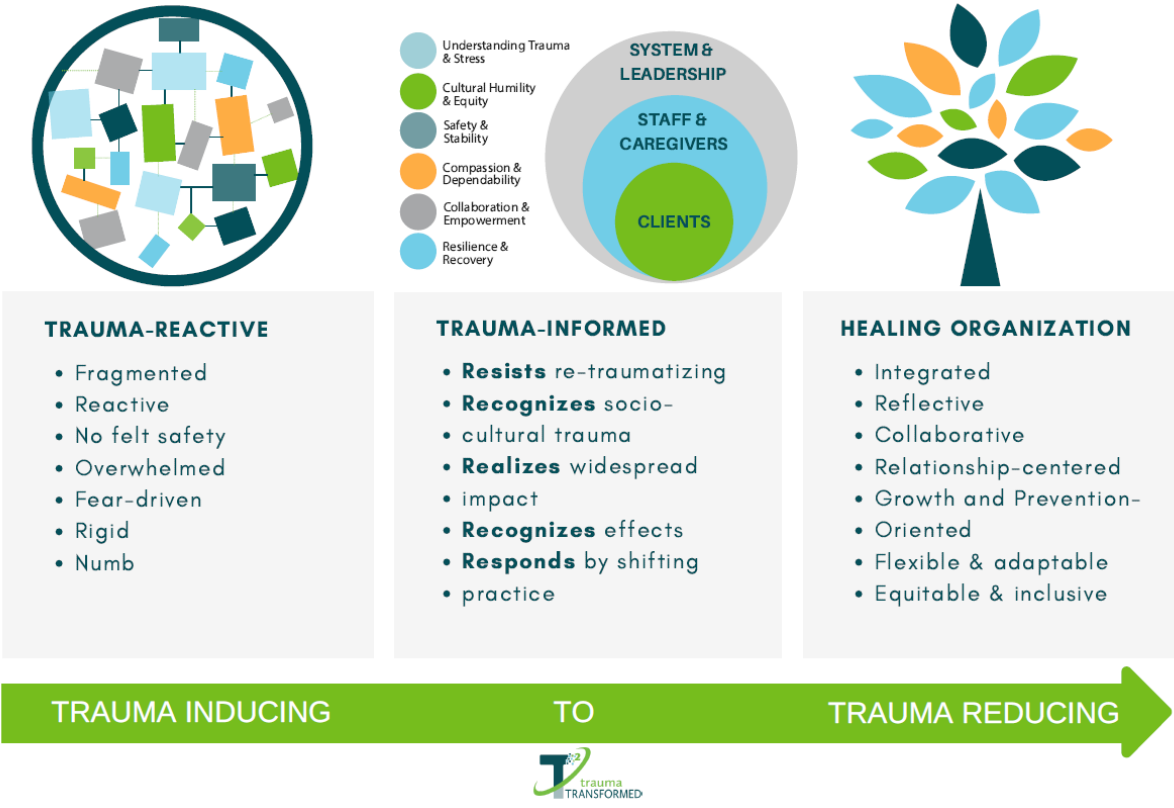 Understanding Trauma
& Stress
Cultural Humility
& Equity
Safety &
Stability
Compassion &
Dependability
Collaboration &
Empowerment
Resilience &
Recovery
SYSTEM &
LEADERSHIP
STAFF &
CAREGIVERS
CLIENTS
TRAUMA-REACTIVE
• Fragmented
• Reactive
• No felt safety
• Overwhelmed
• Fear-driven
• Rigid
• Numb
TRAUMA-INFORMED
• Resists re-traumatizing
• Recognizes socio-
• cultural trauma
• Realizes widespread
• impact
• Recognizes effects
• Responds by shifting
• practice
HEALING ORGANIZATION
• Integrated
• Reflective
• Collaborative
• Relationship-centered
• Growth and Prevention-
• Oriented
• Flexible & adaptable
• Equitable & inclusive
TRAUMA INDUCING TO TRAUMA REDUCING
T2
trauma
TRANSFORMED